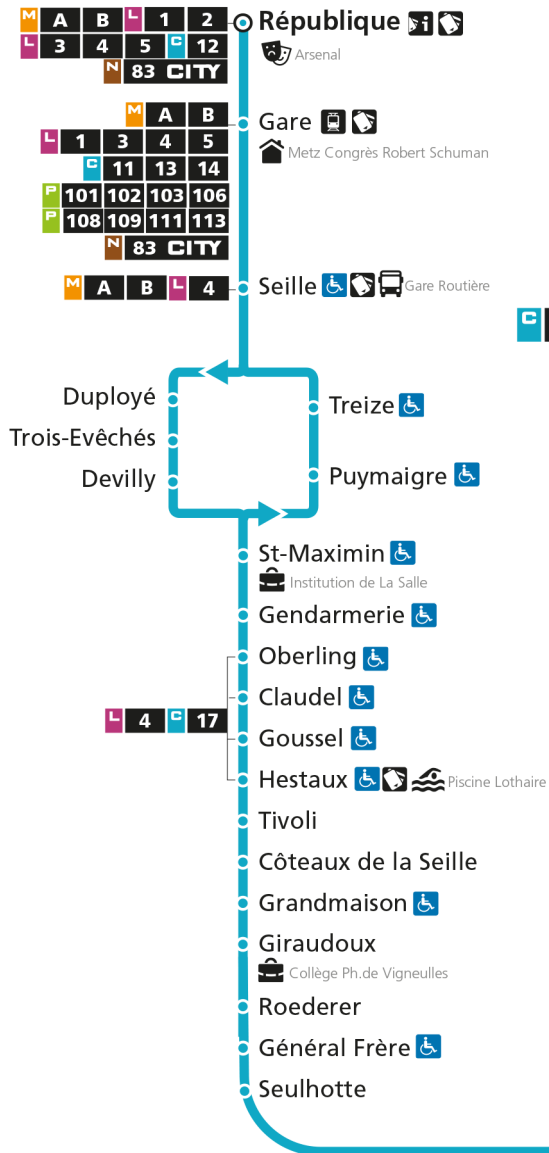 M A B L 1 2
République i
L 3 4 5 C 12
Arsenal
N 83 CITY
M A B
Gare
L 1 3 4 5
Metz Congrès Robert Schuman
C 11 13 14
P 101 102 103 106
P 108 109 111 113
N 83 CITY
M A B L 4
Seille
Gare Routière
C
Duployé
Trois-Evêchés
Devilly
Treize
Puymaigre
St-Maximin
Institution de La Salle
Gendarmerie
Oberling
Claudel
L 4 C 17
Goussel
Hestaux
Piscine Lothaire
Tivoli
Côteaux de la Seille
Grandmaison
Giraudoux
Collège Ph.de Vigneulles
Roederer
Général Frère
Seulhotte